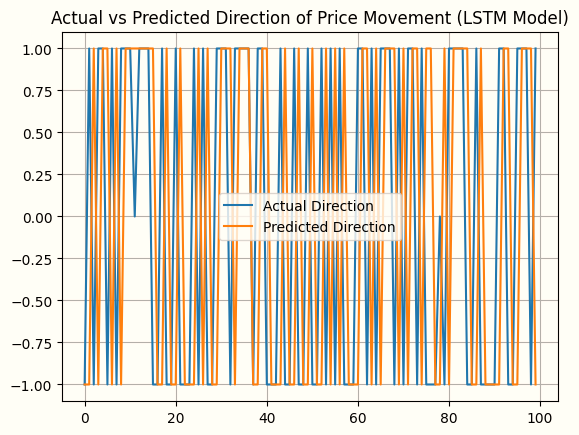 Actual vs Predicted Direction of Price Movement (LSTM Model)
1.00
0.75
0.50
0.25
0.00
−0.25
−0.50
−0.75
−1.00
Actual Direction
Predicted Direction
0 20 40 60 80 100